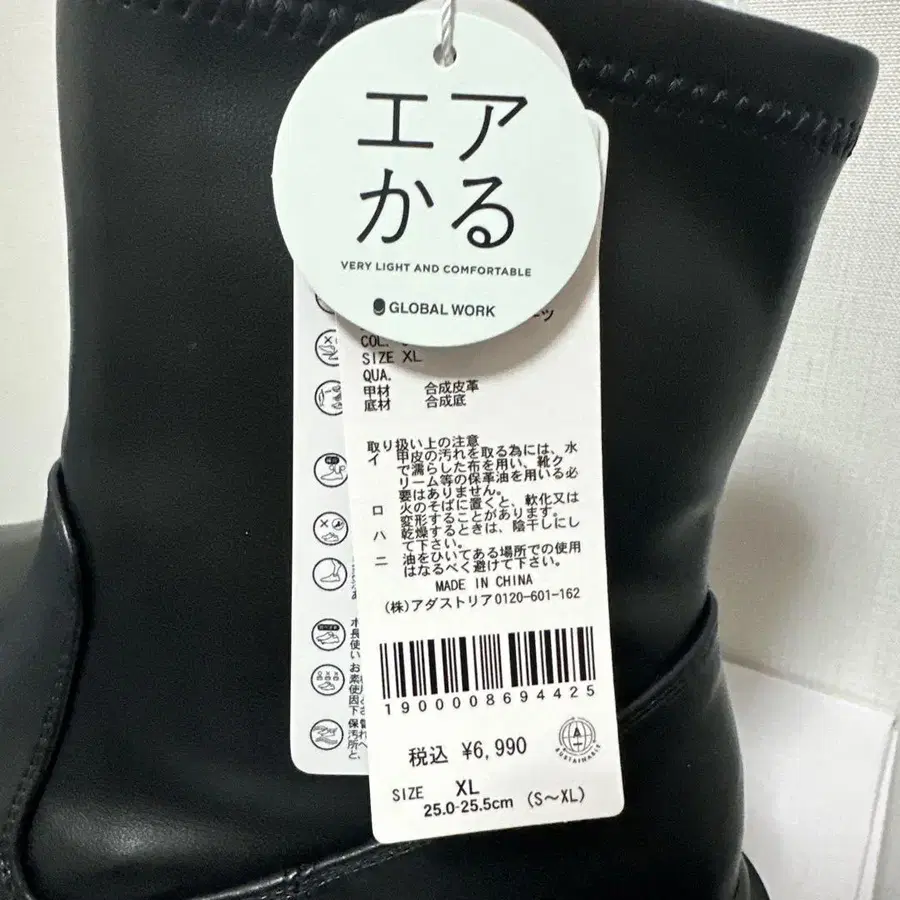 エア
かる
VERY LIGHT AND COMFORTABLE
GLOBAL WORK
COL.
SIZE XL
QUA.
甲材 合成皮革
底材 合成底
取り扱い上の注意
イ 甲皮の汚れを取る為には、水
で濡らした布を用い、靴ク
リーム等の保革油を用いる必
要はありません。
ロ 火のそばに置くと、軟化又は
変形することがあります。
ハ 乾燥するときは、陰干しにし
て下さい。
ニ 油をひいてある場所での使用
はなるべく避けて下さい。
MADE IN CHINA
(株)アダストリア0120-601-162
1900008694425
税込 ¥6,990
SUSTAINABLE
SIZE XL
25.0-25.5cm (S〜XL)